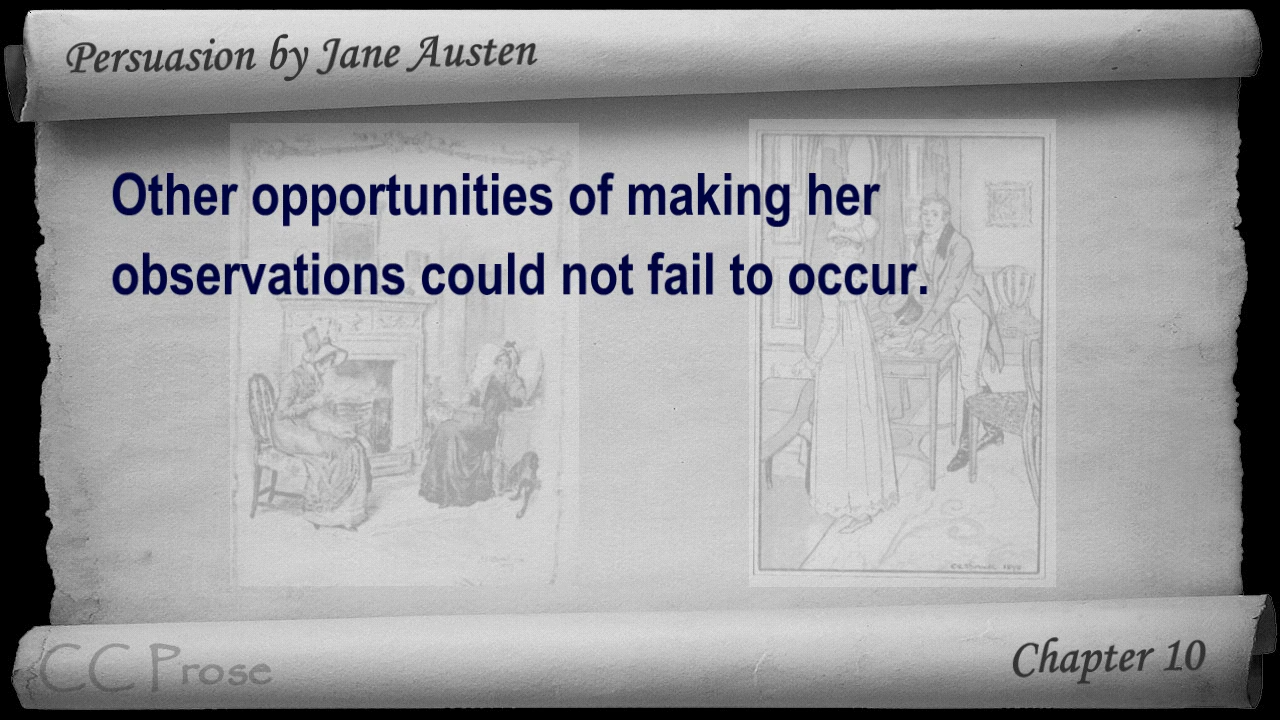 Persuasion by Jane Austen
Other opportunities of making her
observations could not fail to occur.
CC Prose
Chapter 10